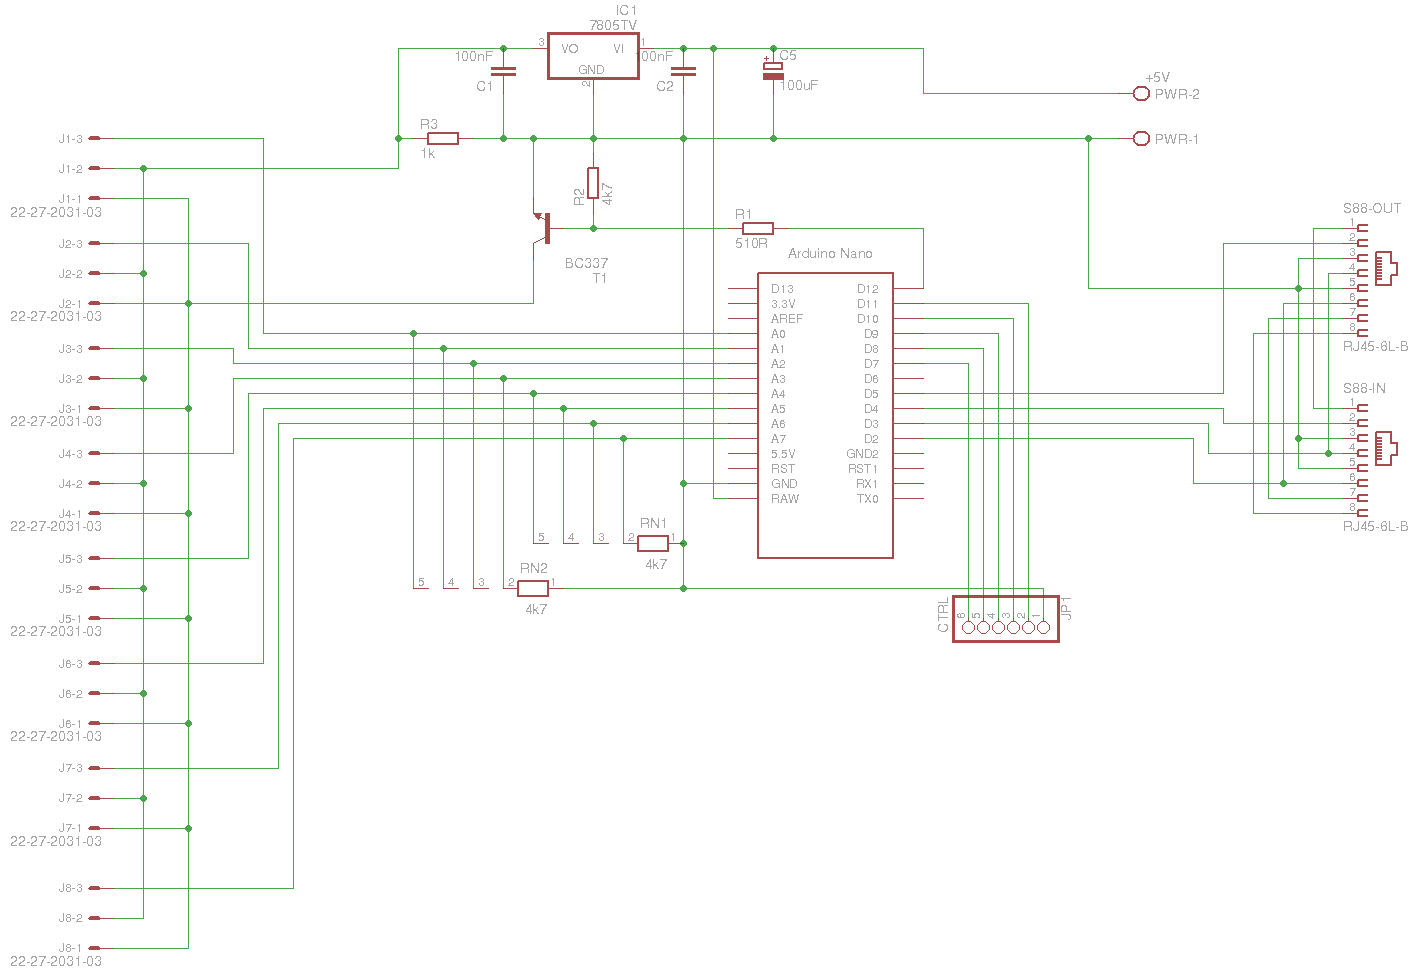 IC1
7805TV
3
VO
VI
1
GND
2
100nF
C1
00nF
C2
+
C5
100uF
+5V
PWR-2
PWR-1
R3
1k
R2
4k7
R1
510R
BC337
T1
J1-3
J1-2
J1-1
22-27-2031-03
J2-3
J2-2
J2-1
22-27-2031-03
J3-3
J3-2
J3-1
22-27-2031-03
J4-3
J4-2
J4-1
22-27-2031-03
J5-3
J5-2
J5-1
22-27-2031-03
J6-3
J6-2
J6-1
22-27-2031-03
J7-3
J7-2
J7-1
22-27-2031-03
J8-3
J8-2
J8-1
22-27-2031-03
Arduino Nano
D13 D12
3.3V D11
AREF D10
A0 D9
A1 D8
A2 D7
A3 D6
A4 D5
A5 D4
A6 D3
A7 D2
5.5V GND2
RST RST1
GND RX1
RAW TX0
RN1
5 4 3 2 1
4k7
RN2
5 4 3 2 1
4k7
CTRL
6 5 4 3 2 1
JP1
S88-OUT
1
2
3
4
5
6
7
8
RJ45-6L-B
S88-IN
1
2
3
4
5
6
7
8
RJ45-6L-B